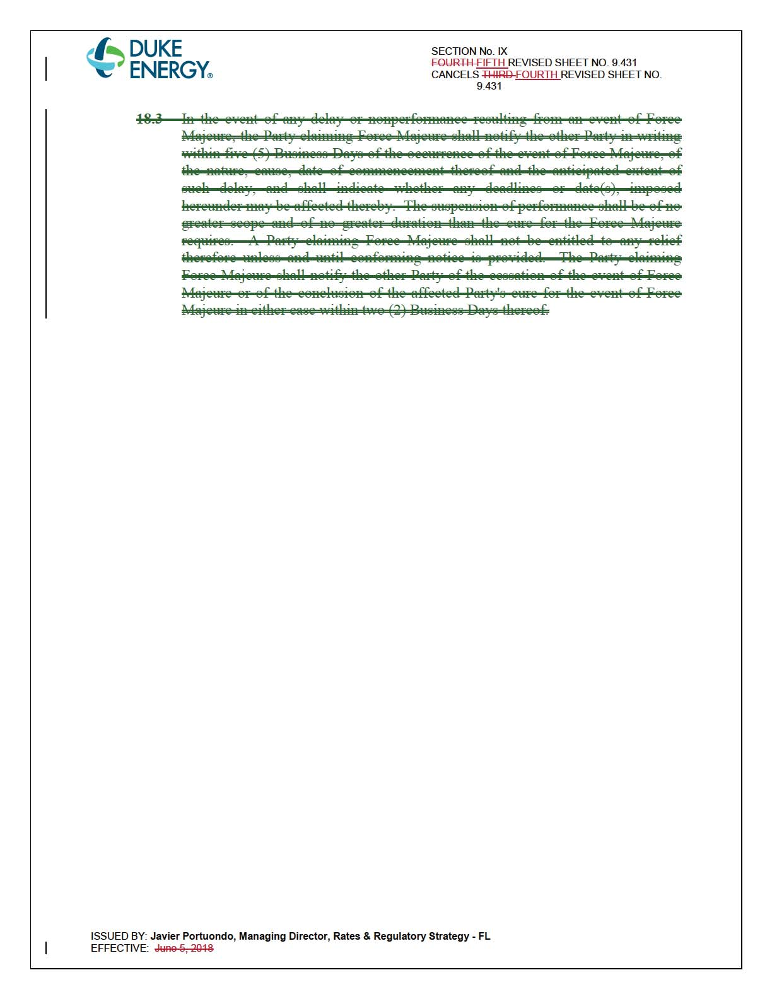 DUKE
ENERGY®
SECTION No. IX
FOURTH FIFTH REVISED SHEET NO. 9.431
CANCELS THIRD FOURTH REVISED SHEET NO.
9.431
18.3 In the event of any delay or nonperformance resulting from an event of Force
Majeure, the Party claiming Force Majeure shall notify the other Party in writing
within five (5) Business Days of the occurrence of the event of Force Majeure, of
the nature, cause, date of commencement thereof and the anticipated extent of
such delay, and shall indicate whether any deadlines or date(s), imposed
hereunder may be affected thereby. The suspension of performance shall be of no
greater scope and of no greater duration than the cure for the Force Majeure
requires. A Party claiming Force Majeure shall not be entitled to any relief
therefore unless and until conforming notice is provided. The Party claiming
Force Majeure shall notify the other Party of the cessation of the event of Force
Majeure or of the conclusion of the affected Party's cure for the event of Force
Majeure in either case within two (2) Business Days thereof.
ISSUED BY: Javier Portuondo, Managing Director, Rates & Regulatory Strategy - FL
EFFECTIVE: June 5, 2018